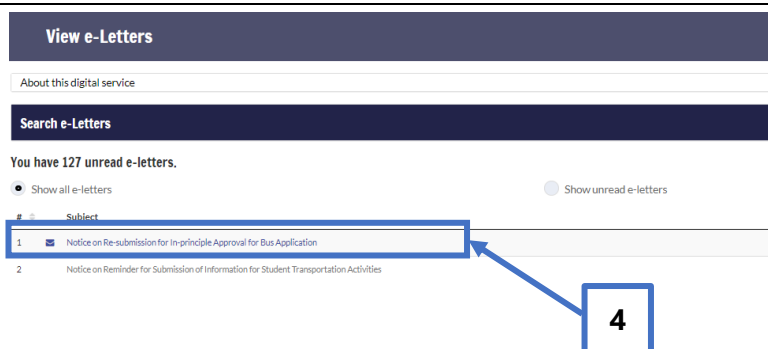 View e-Letters
About this digital service
Search e-Letters
You have 127 unread e-letters.
Show all e-letters Show unread e-letters
# Subject
1 Notice on Re-submission for In-principle Approval for Bus Application
2 Notice on Reminder for Submission of Information for Student Transportation Activities
4